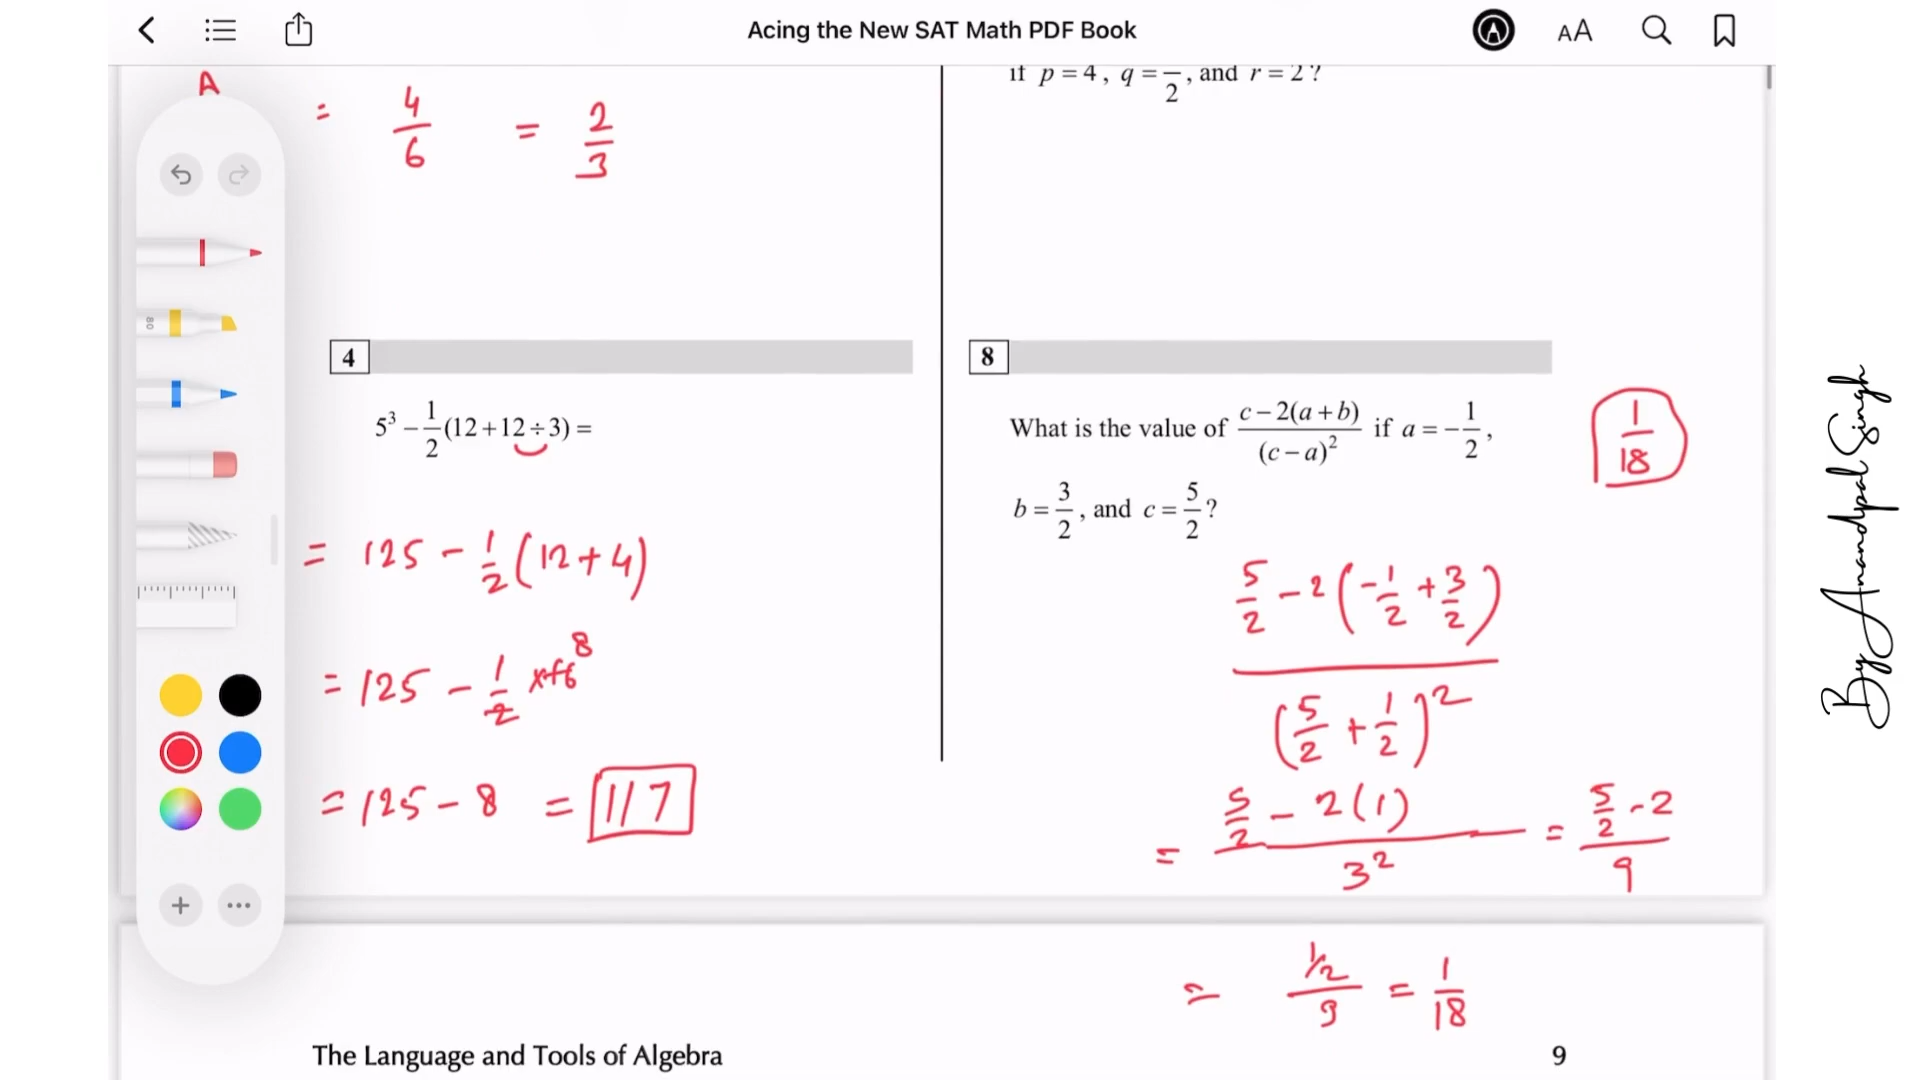 Acing the New SAT Math PDF Book
AA
A
= 4/6 = 2/3
80
4
5³ − 1/2(12 + 12 ÷ 3) =
= 125 - 1/2 (12 + 4)
= 125 - 1/2 × 16 8
= 125 - 8 = 117
if p = 4, q = /2, and r = 2?
8
What is the value of c − 2(a + b)/(c − a)² if a = −1/2,
b = 3/2, and c = 5/2?
1/18
5/2 - 2(-1/2 + 3/2)
(5/2 + 1/2)²
= 5/2 - 2(1)/3² = 5/2 - 2/9
= 1/2/9 = 1/18
The Language and Tools of Algebra
9
By Anandpal Singh